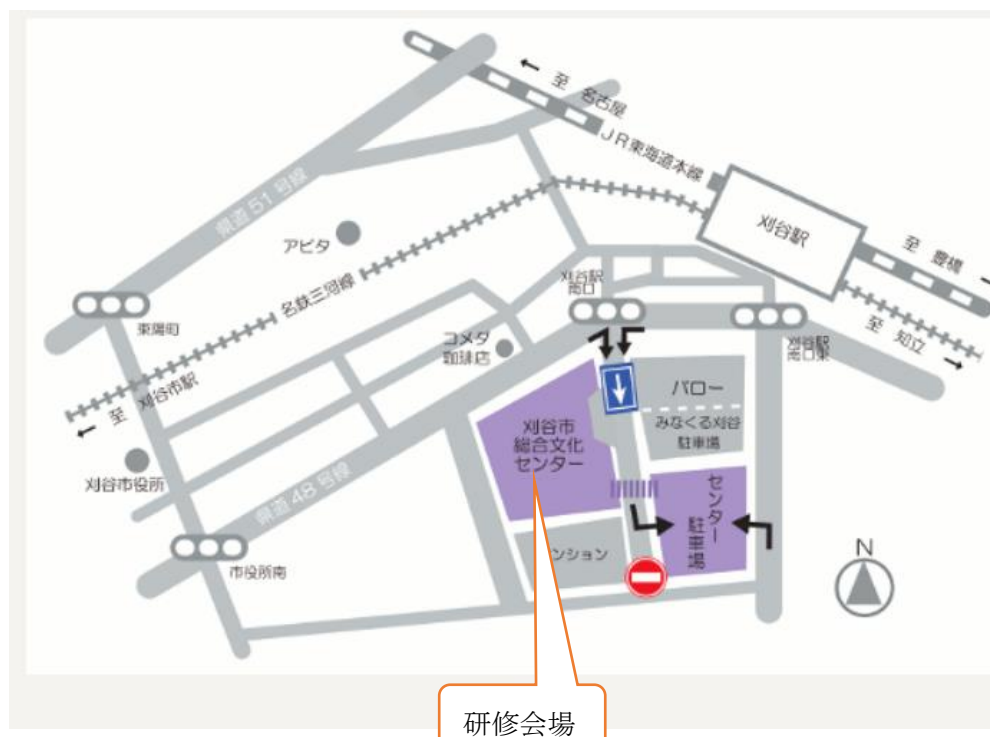 ← 至 名古屋
JR東海道本線
県道51号線
刈谷駅
至 豊橋 →
アピタ
名鉄三河線
刈谷駅
南口
東陽町
コメダ
珈琲店
刈谷駅
南口東
至 知立 →
← 至 刈谷市駅
バロー
みなくる刈谷
駐車場
刈谷市
総合文化
センター
刈谷市役所
県道48号線
センター
駐車場
ンション
市役所南
N
研修会場